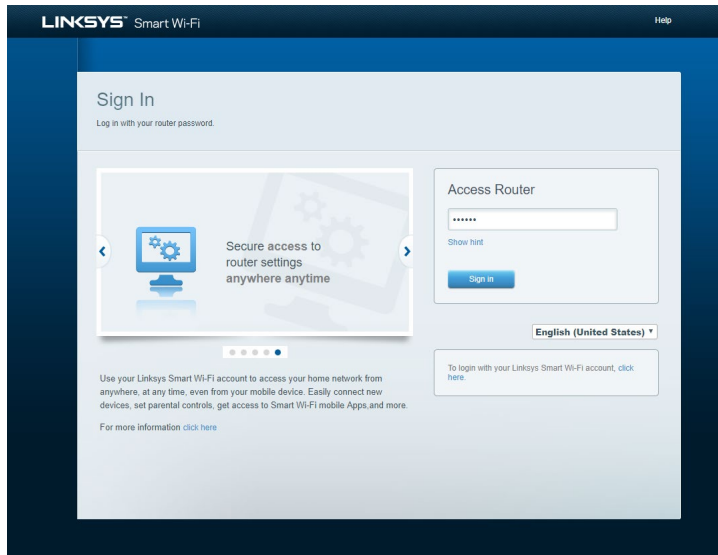 LINKSYS™ Smart Wi-Fi
Help
Sign In
Log in with your router password.
Secure access to
router settings
anywhere anytime
Use your Linksys Smart Wi-Fi account to access your home network from
anywhere, at any time, even from your mobile device. Easily connect new
devices, set parental controls, get access to Smart Wi-Fi mobile Apps,and more.
For more information click here
Access Router
••••••
Show hint
Sign in
English (United States)
To login with your Linksys Smart Wi-Fi account, click
here.